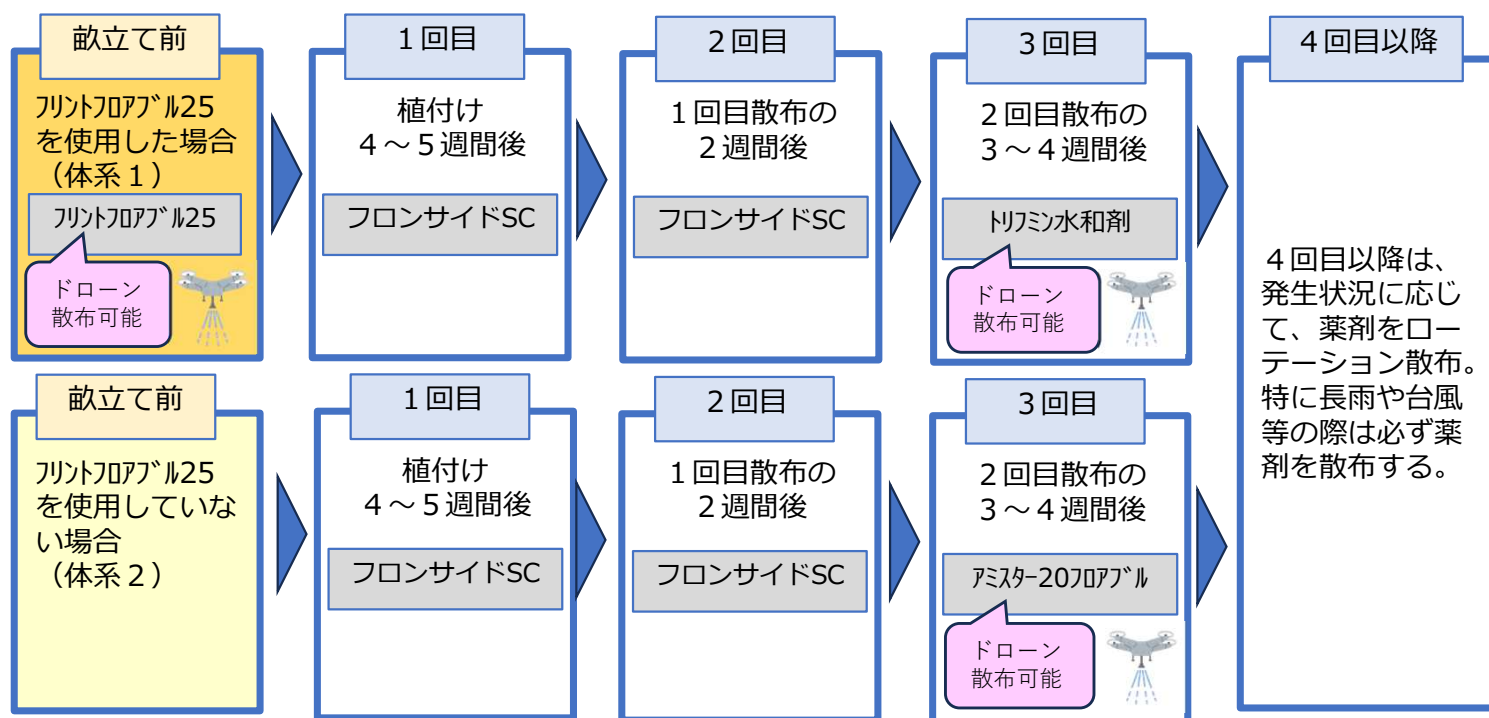 畝立て前
ﾌﾘﾝﾄﾌﾛｱﾌﾞﾙ25
を使用した場合
（体系１）
ﾌﾘﾝﾄﾌﾛｱﾌﾞﾙ25
ドローン
散布可能
１回目
植付け
４～５週間後
フロンサイドSC
２回目
１回目散布の
２週間後
フロンサイドSC
３回目
２回目散布の
３～４週間後
ﾄﾘﾌﾐﾝ水和剤
ドローン
散布可能
４回目以降
４回目以降は、
発生状況に応じ
て、薬剤をロー
テーション散布。
特に長雨や台風
等の際は必ず薬
剤を散布する。
畝立て前
ﾌﾘﾝﾄﾌﾛｱﾌﾞﾙ25
を使用していな
い場合
（体系２）
１回目
植付け
４～５週間後
フロンサイドSC
２回目
１回目散布の
２週間後
フロンサイドSC
３回目
２回目散布の
３～４週間後
ｱﾐｽﾀｰ20ﾌﾛｱﾌﾞﾙ
ドローン
散布可能